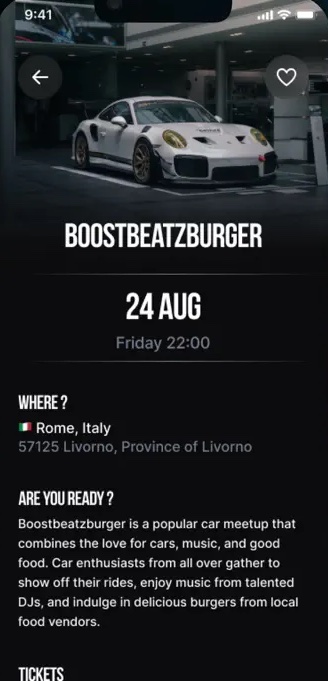 9:41
BOOSTBEATZBURGER
24 AUG
Friday 22:00
WHERE ?
Rome, Italy
57125 Livorno, Province of Livorno
ARE YOU READY ?
Boostbeatzburger is a popular car meetup that
combines the love for cars, music, and good
food. Car enthusiasts from all over gather to
show off their rides, enjoy music from talented
DJs, and indulge in delicious burgers from local
food vendors.
TICKETS